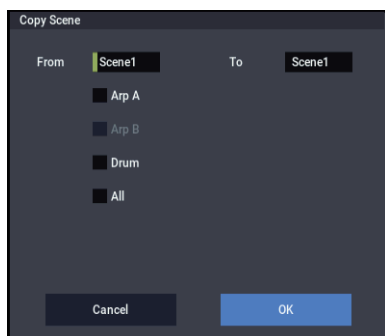 Copy Scene
From Scene1 To Scene1
Arp A
Arp B
Drum
All
Cancel OK